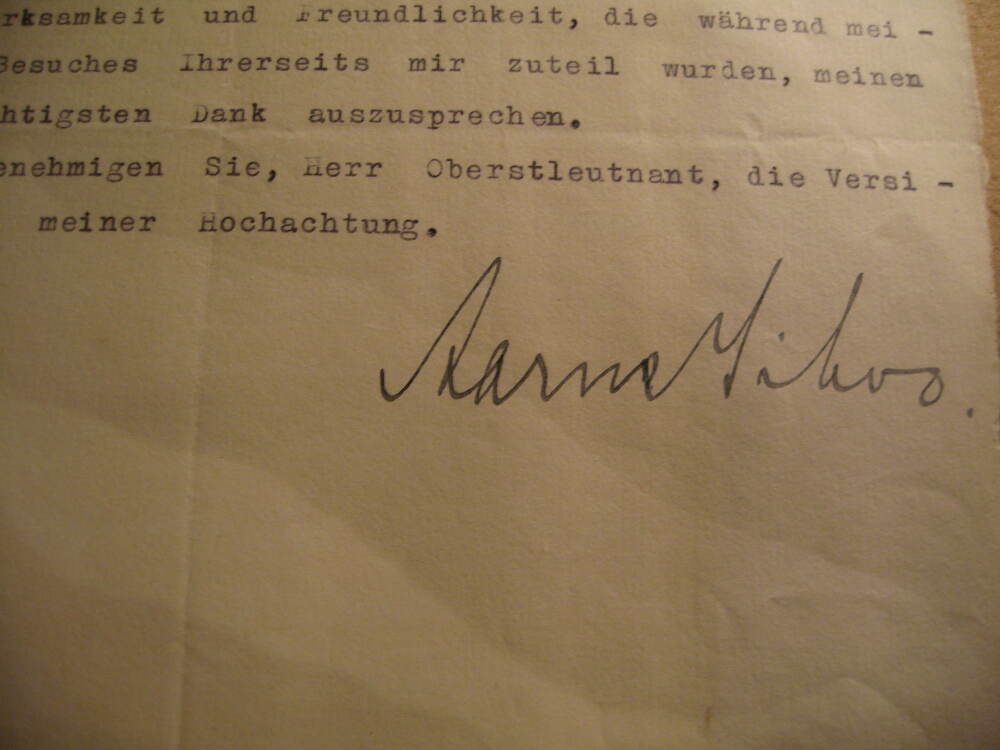 rksamkeit und Freundlichkeit, die während mei -
Besuches Ihrerseits mir zuteil wurden, meinen
htigsten Dank auszusprechen.
enehmigen Sie, Herr Oberstleutnant, die Versi -
meiner Hochachtung.
Aarne Sihvo.